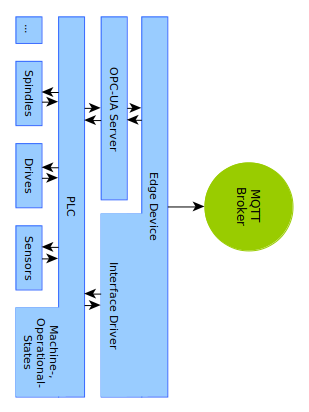 MQTT
Broker
Edge Device
OPC-UA Server
Interface Driver
PLC
...
Spindles
Drives
Sensors
Machine-,
Operational-
States